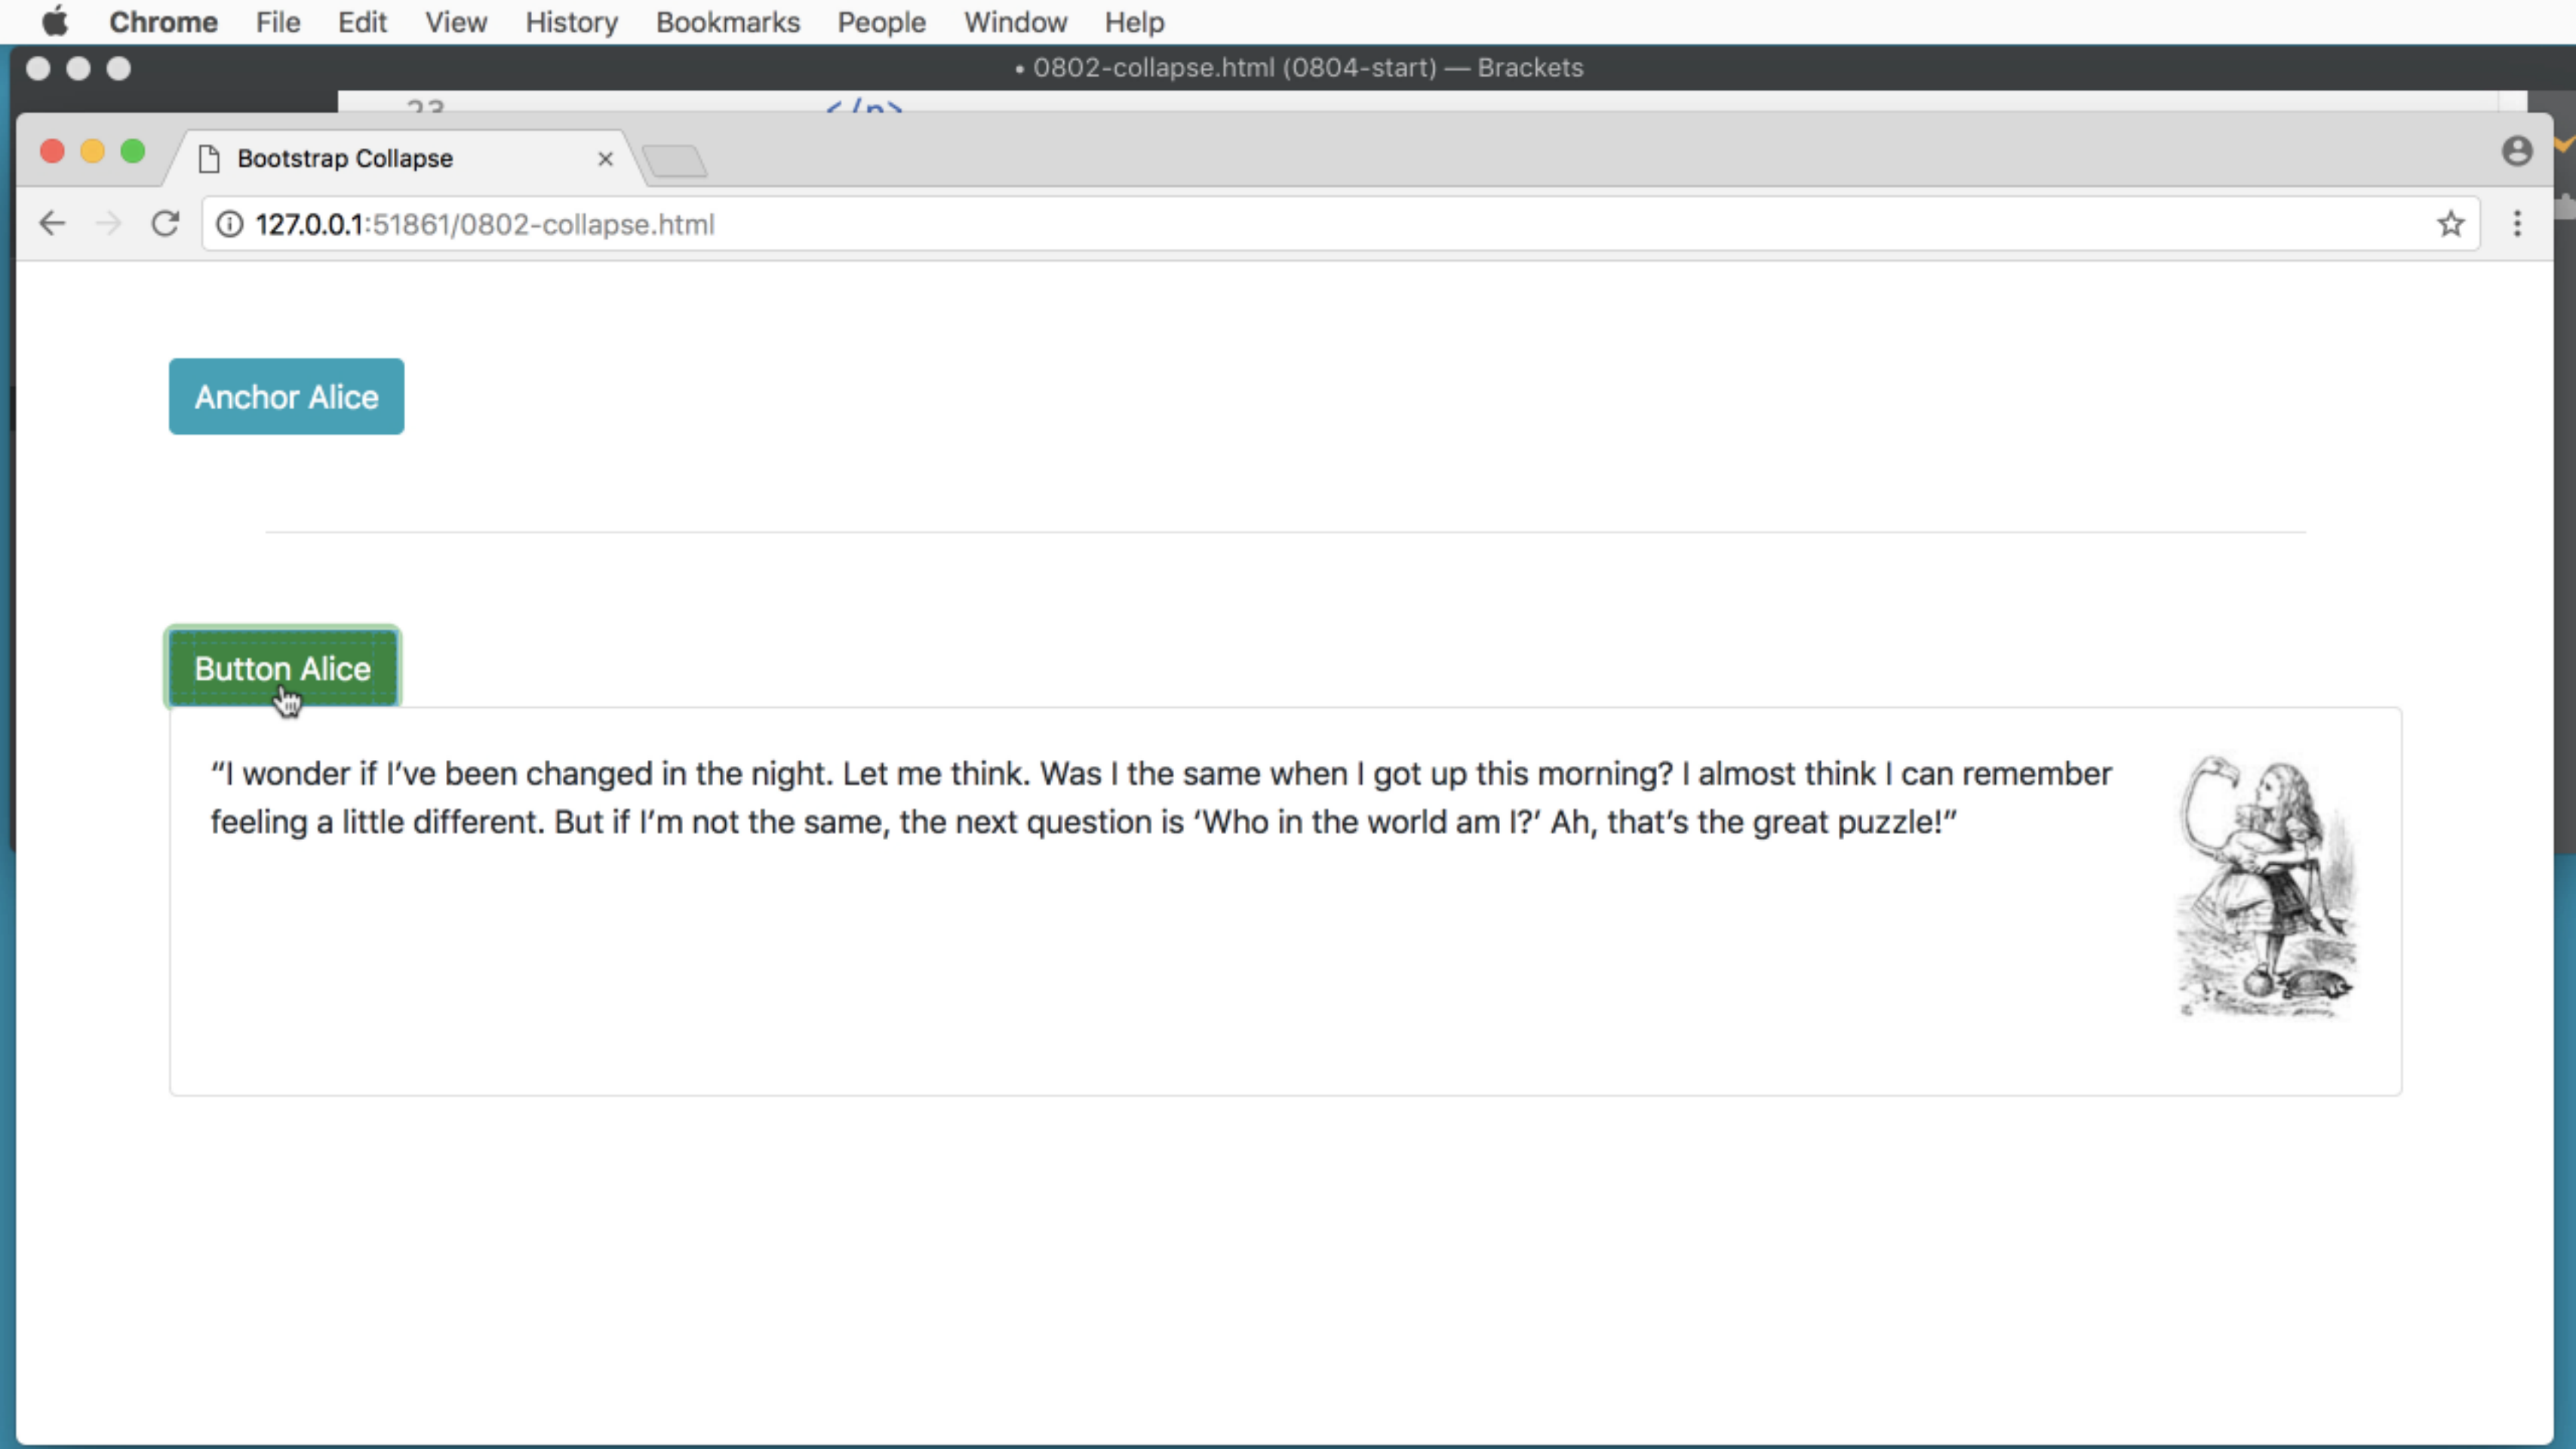 Chrome File Edit View History Bookmarks People Window Help
• 0802-collapse.html (0804-start) — Brackets
23 </p>
Bootstrap Collapse
127.0.0.1:51861/0802-collapse.html
Anchor Alice
Button Alice
“I wonder if I’ve been changed in the night. Let me think. Was I the same when I got up this morning? I almost think I can remember
feeling a little different. But if I’m not the same, the next question is ‘Who in the world am I?’ Ah, that’s the great puzzle!”